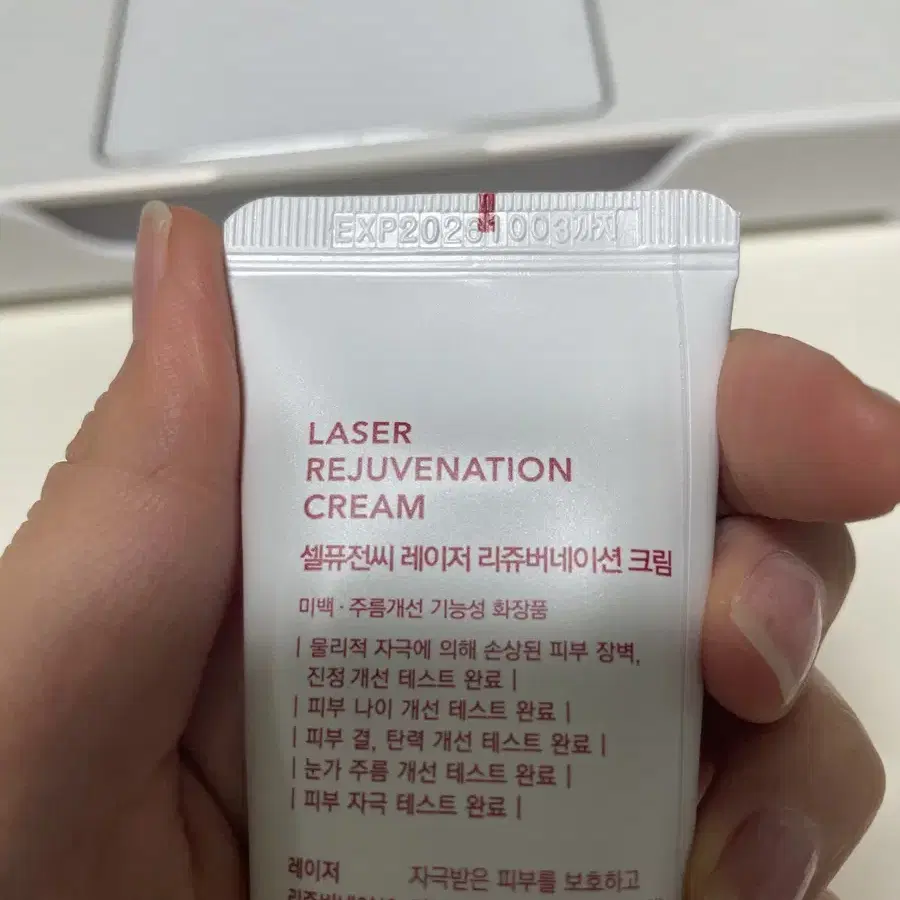 EXP20261003까지
LASER
REJUVENATION
CREAM
셀퓨전씨 레이저 리쥬버네이션 크림
미백·주름개선 기능성 화장품
| 물리적 자극에 의해 손상된 피부 장벽,
진정 개선 테스트 완료 |
| 피부 나이 개선 테스트 완료 |
| 피부 결, 탄력 개선 테스트 완료 |
| 눈가 주름 개선 테스트 완료 |
| 피부 자극 테스트 완료 |
레이저 자극받은 피부를 보호하고